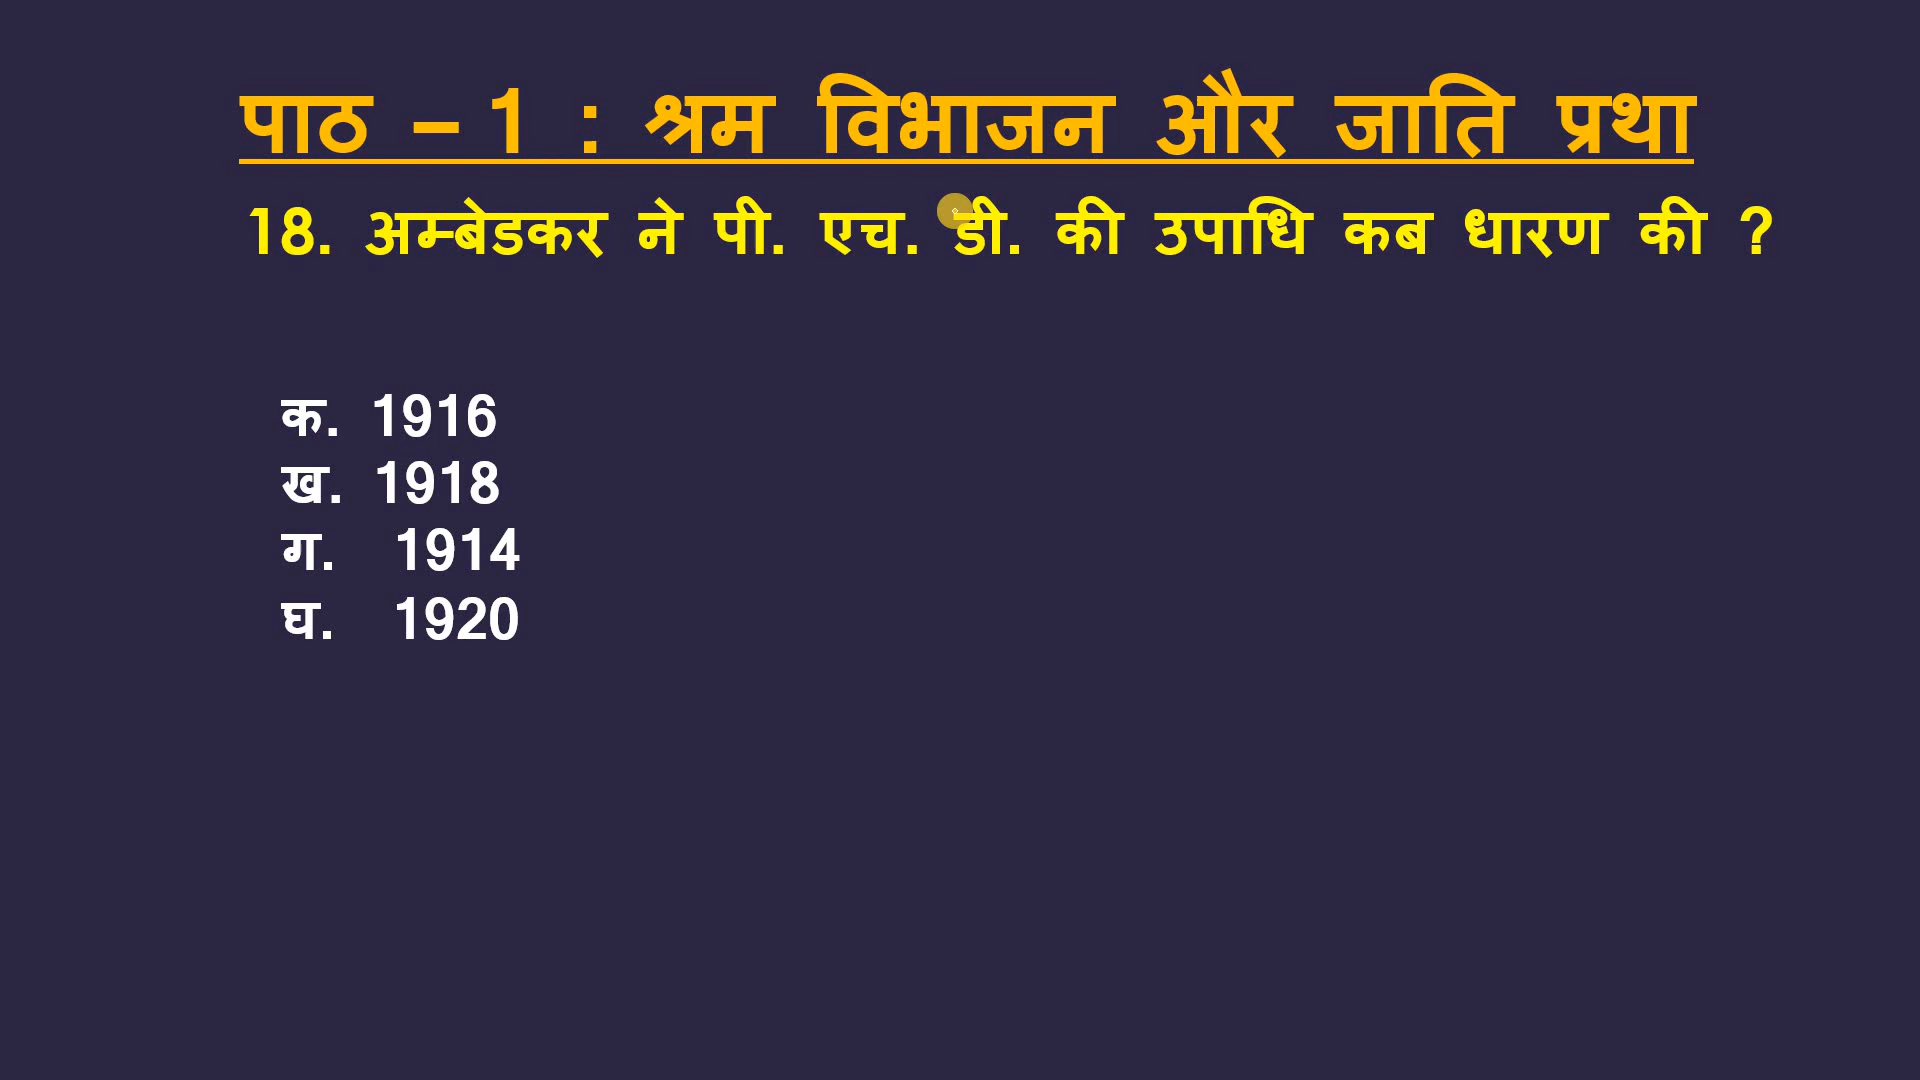 पाठ – 1 : श्रम विभाजन और जाति प्रथा
18. अम्बेडकर ने पी. एच. डी. की उपाधि कब धारण की ?
क. 1916
ख. 1918
ग. 1914
घ. 1920